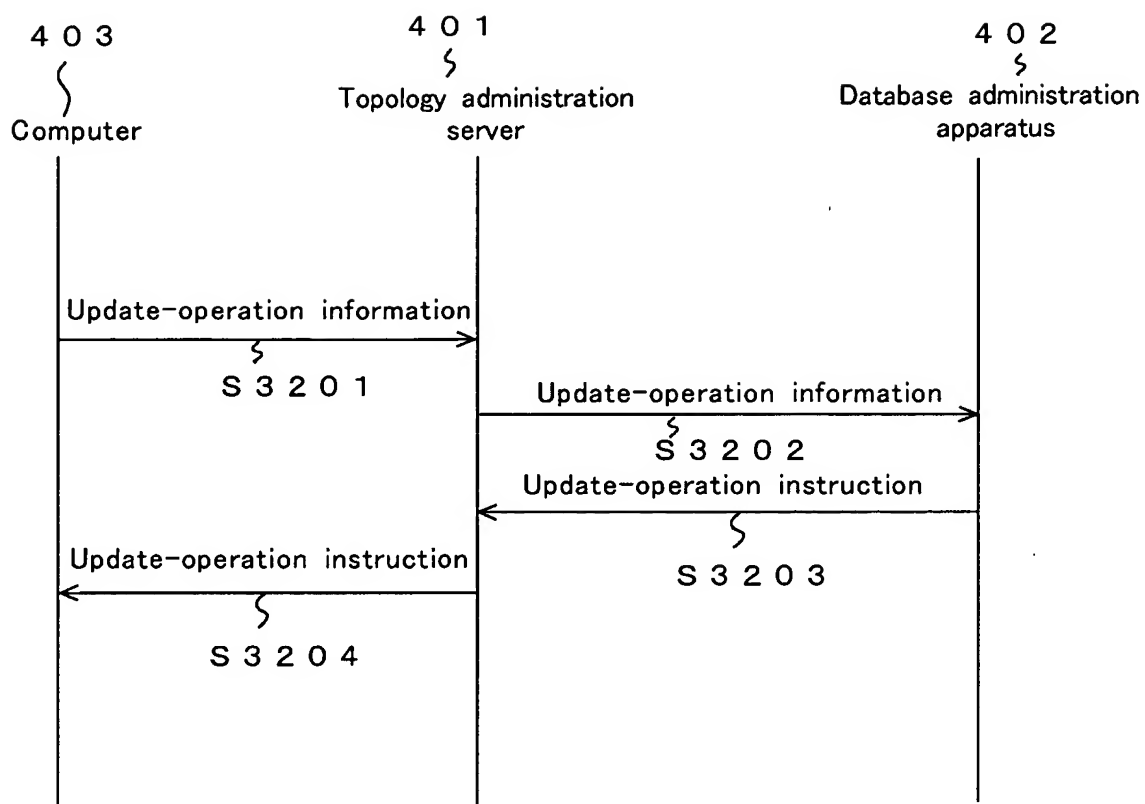 403
401
402
Computer
Topology administration
server
Database administration
apparatus
Update-operation information
S3201
Update-operation information
S3202
Update-operation instruction
S3203
Update-operation instruction
S3204